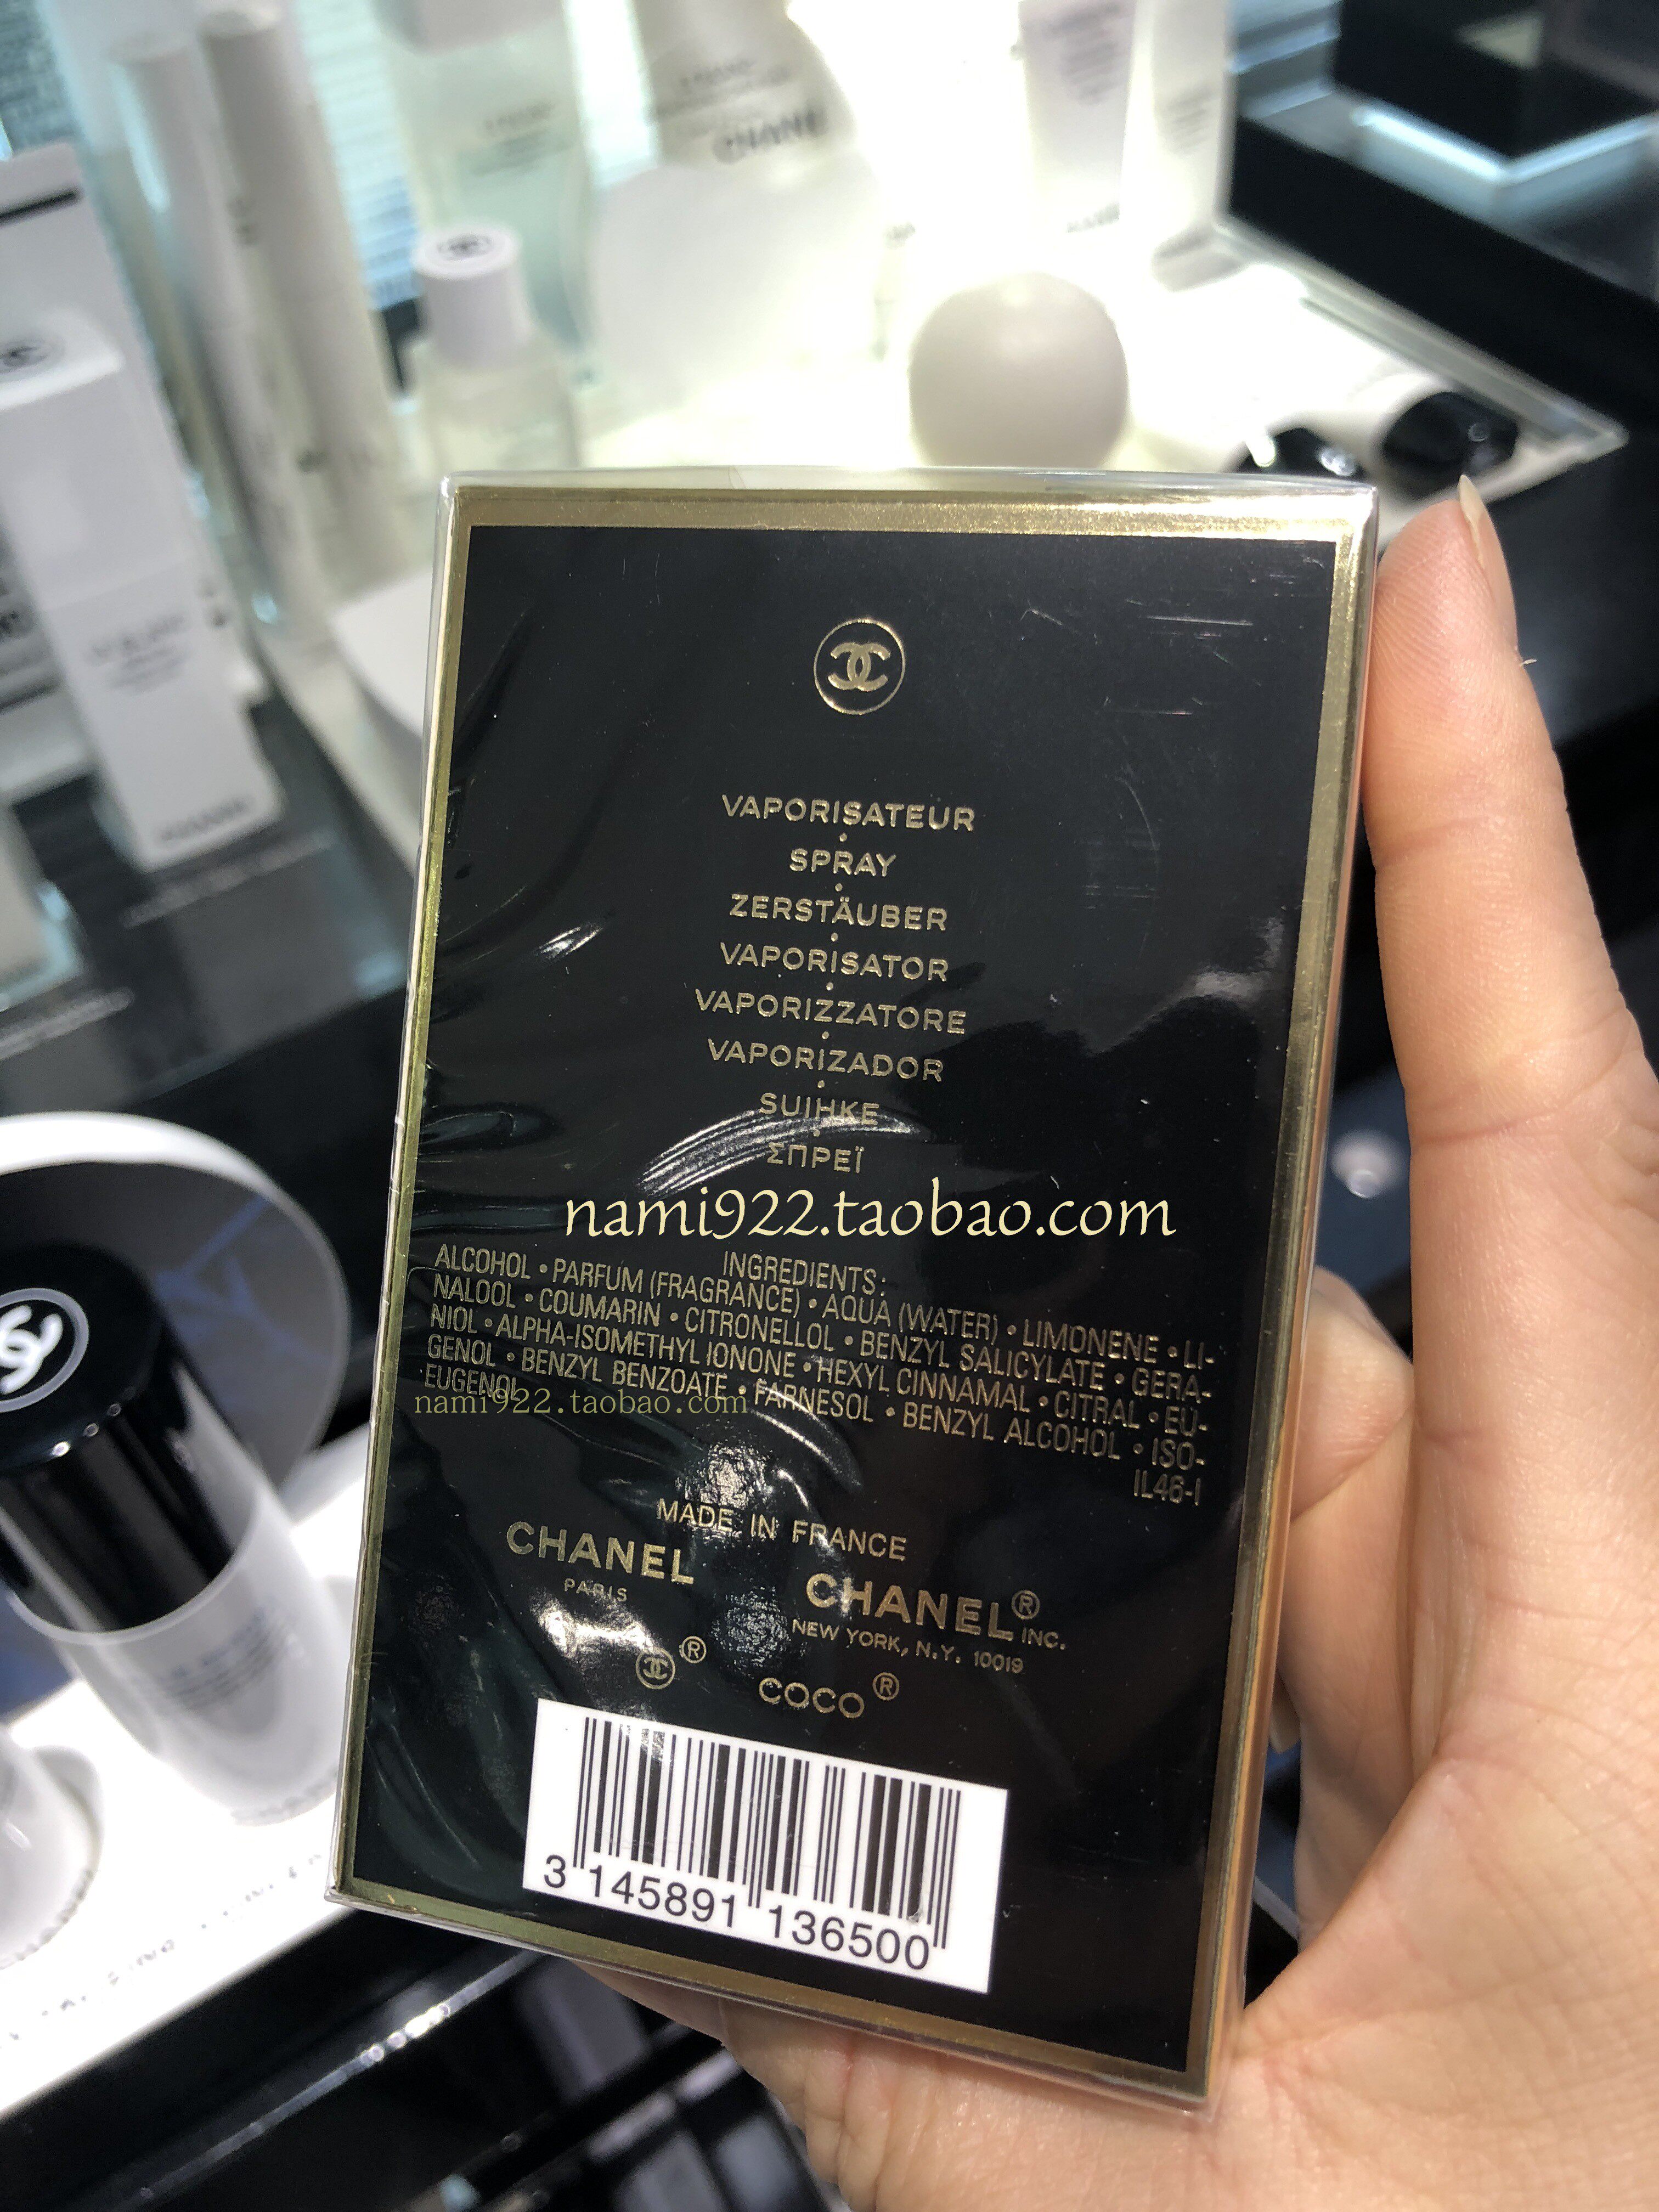 CHANEL
VAPORISATEUR
•
SPRAY
•
ZERSTÄUBER
•
VAPORISATOR
•
VAPORIZZATORE
•
VAPORIZADOR
•
SUIHKE
•
ΣΠΡΕΪ
nami922.taobao.com
INGREDIENTS:
ALCOHOL • PARFUM (FRAGRANCE) • AQUA (WATER) • LIMONENE • LI-
NALOOL • COUMARIN • CITRONELLOL • BENZYL SALICYLATE • GERA-
NIOL • ALPHA-ISOMETHYL IONONE • HEXYL CINNAMAL • CITRAL • EU-
GENOL • BENZYL BENZOATE • FARNESOL • BENZYL ALCOHOL • ISO-
EUGENOL
IL46-I
nami922.taobao.com
MADE IN FRANCE
CHANEL
PARIS
CHANEL® INC.
NEW YORK, N.Y. 10019
®
COCO®
3 145891 136500